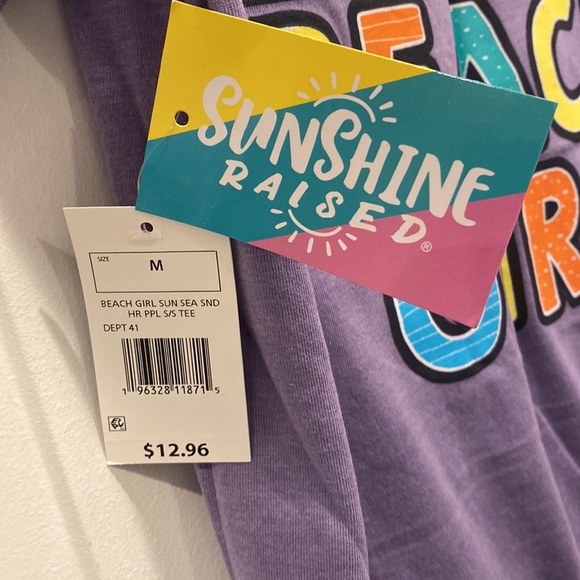 BEAC
SUNSHINE
RAISED®
SIZE
M
BEACH GIRL SUN SEA SND
HR PPL S/S TEE
DEPT 41
1 96328 11871 5
$12.96